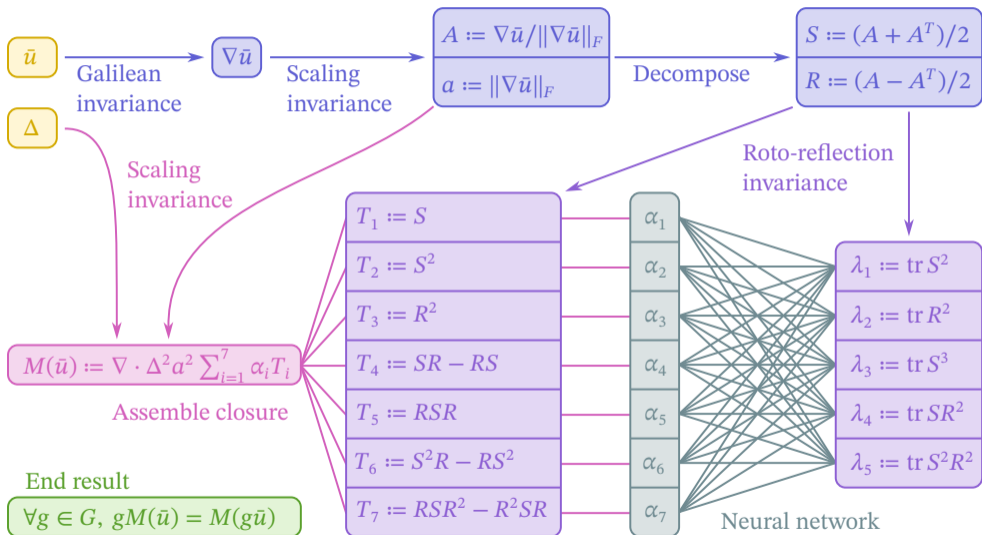 ū
Galilean
invariance
∇ū
Scaling
invariance
A ≔ ∇ū/‖∇ū‖_F
a ≔ ‖∇ū‖_F
Decompose
S ≔ (A + A^T)/2
R ≔ (A − A^T)/2
Δ
Scaling
invariance
Roto-reflection
invariance
T_1 ≔ S
T_2 ≔ S^2
T_3 ≔ R^2
T_4 ≔ SR − RS
T_5 ≔ RSR
T_6 ≔ S^2R − RS^2
T_7 ≔ RSR^2 − R^2SR
α_1
α_2
α_3
α_4
α_5
α_6
α_7
λ_1 ≔ tr S^2
λ_2 ≔ tr R^2
λ_3 ≔ tr S^3
λ_4 ≔ tr SR^2
λ_5 ≔ tr S^2R^2
M(ū) ≔ ∇ · Δ^2a^2 ∑_{i=1}^7 α_iT_i
Assemble closure
End result
∀g ∈ G, gM(ū) = M(gū)
Neural network